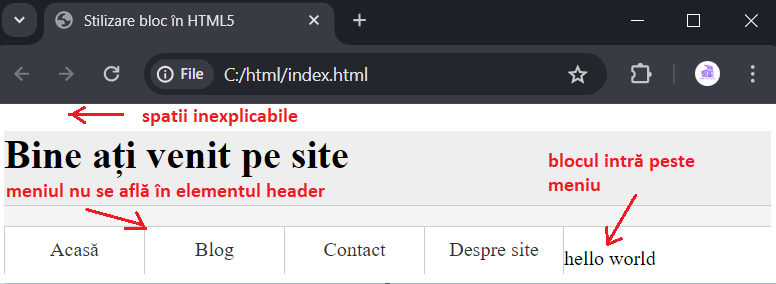 Stilizare bloc în HTML5
File C:/html/index.html
spatii inexplicabile
Bine ați venit pe site
blocul intră peste
meniu
meniul nu se află în elementul header
Acasă Blog Contact Despre site hello world